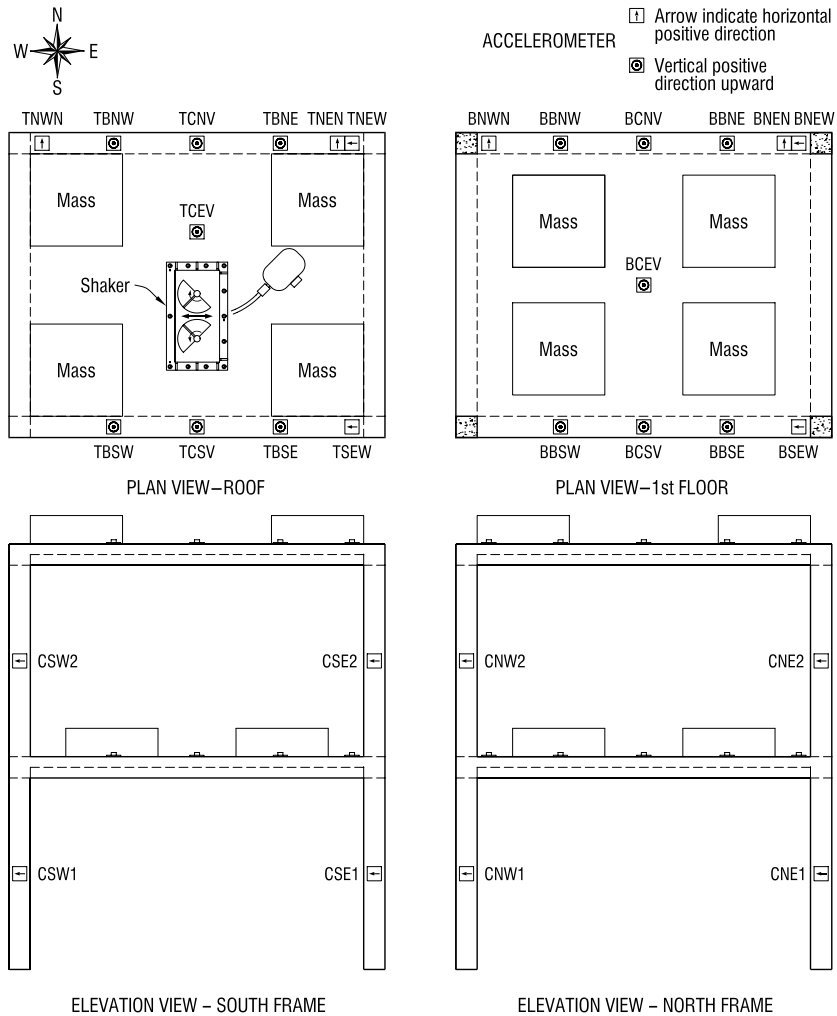 N
W E
S
ACCELEROMETER
Arrow indicate horizontal
positive direction
Vertical positive
direction upward
TNWN TBNW TCNV TBNE TNEN TNEW
Mass Mass
TCEV
Shaker
Mass Mass
TBSW TCSV TBSE TSEW
PLAN VIEW–ROOF
BNWN BBNW BCNV BBNE BNEN BNEW
Mass Mass
BCEV
Mass Mass
BBSW BCSV BBSE BSEW
PLAN VIEW–1st FLOOR
CSW2 CSE2
CSW1 CSE1
ELEVATION VIEW – SOUTH FRAME
CNW2 CNE2
CNW1 CNE1
ELEVATION VIEW – NORTH FRAME